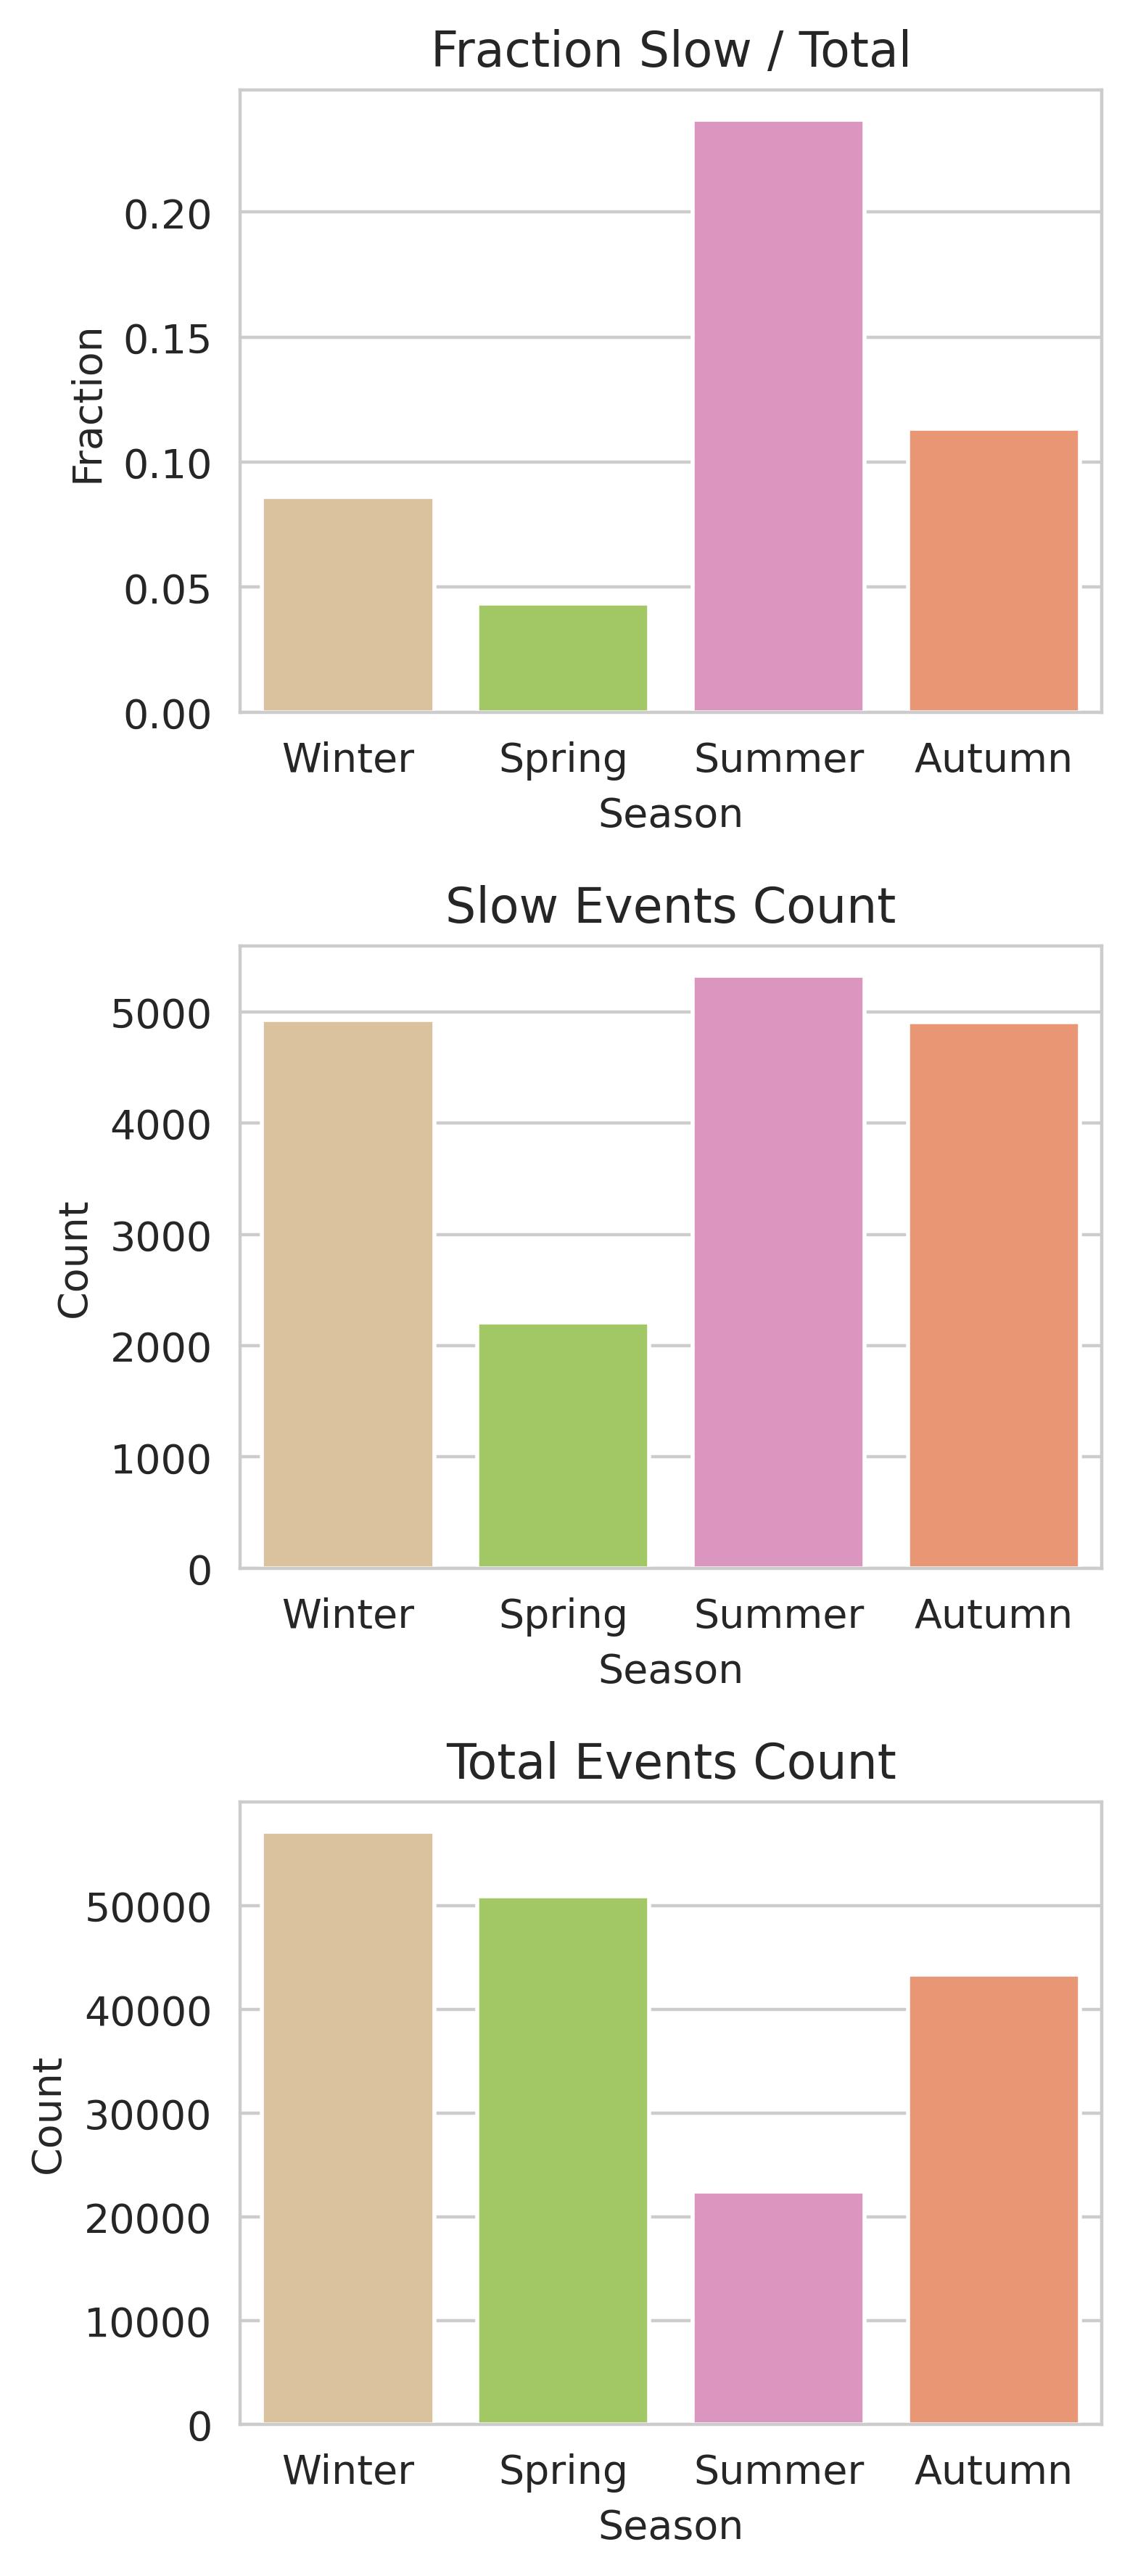 Fraction Slow / Total
Fraction
0.20
0.15
0.10
0.05
0.00
Winter Spring Summer Autumn
Season
Slow Events Count
Count
5000
4000
3000
2000
1000
0
Winter Spring Summer Autumn
Season
Total Events Count
Count
50000
40000
30000
20000
10000
0
Winter Spring Summer Autumn
Season